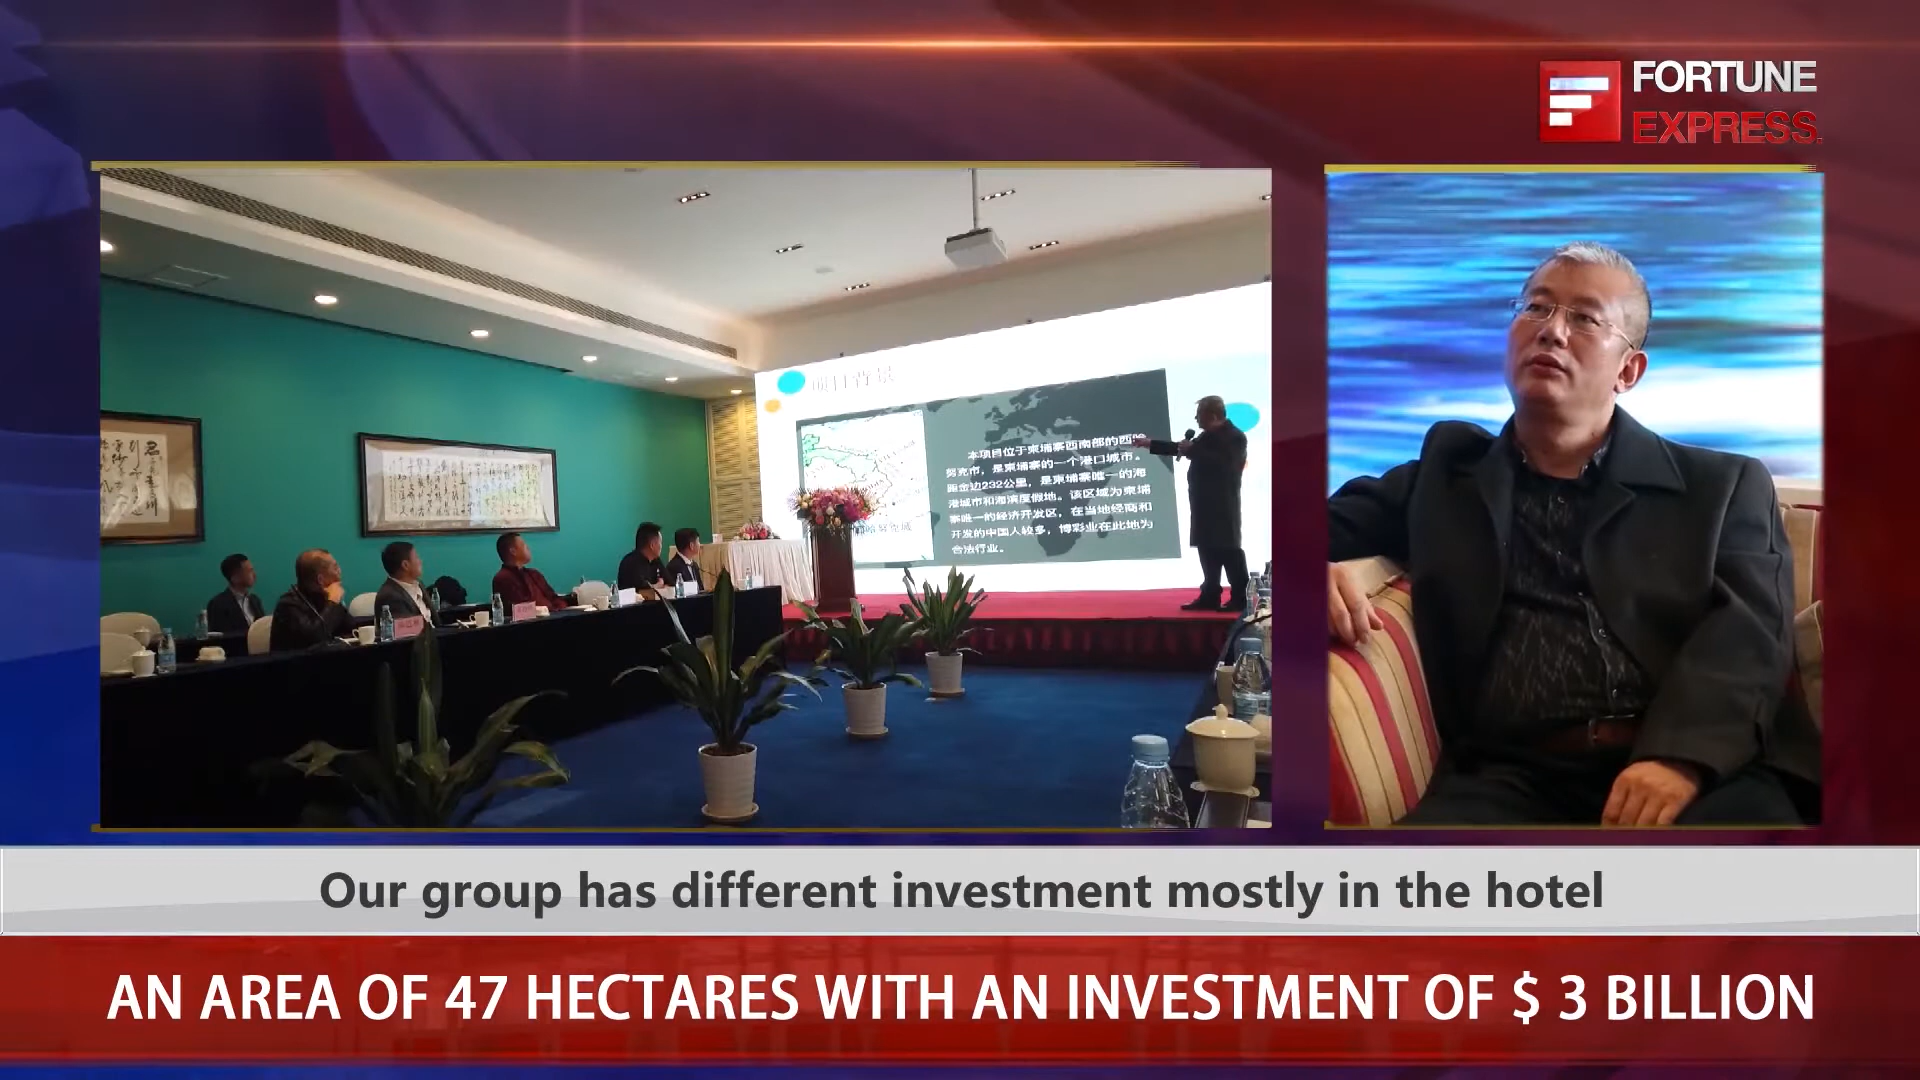 FORTUNE
EXPRESS
项目背景
本项目位于柬埔寨西南部的西哈
努克市，是柬埔寨的一个港口城市。
距金边232公里，是柬埔寨唯一的海
港城市和海滨度假地。该区域为柬埔
寨唯一的经济开发区，在当地经商和
开发的中国人较多，博彩业在此地为
合法行业。
Our group has different investment mostly in the hotel
AN AREA OF 47 HECTARES WITH AN INVESTMENT OF $ 3 BILLION